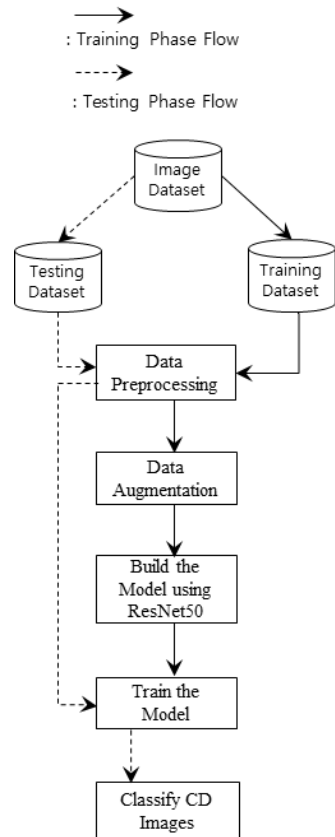 : Training Phase Flow
: Testing Phase Flow
Image
Dataset
Testing
Dataset
Training
Dataset
Data
Preprocessing
Data
Augmentation
Build the
Model using
ResNet50
Train the
Model
Classify CD
Images